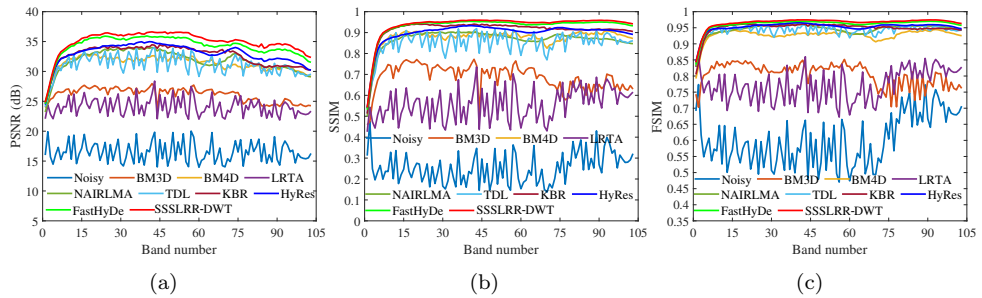 PSNR (dB)
40
35
30
25
20
15
10
5
Noisy BM3D BM4D LRTA
NAIRLMA TDL KBR HyRes
FastHyDe SSSLRR-DWT
0 15 30 45 60 75 90 105
Band number
(a)
SSIM
1
0.9
0.8
0.7
0.6
0.5
0.4
0.3
0.2
0.1
0
Noisy BM3D BM4D LRTA
NAIRLMA TDL KBR HyRes
FastHyDe SSSLRR-DWT
0 15 30 45 60 75 90 105
Band number
(b)
FSIM
1
0.95
0.9
0.85
0.8
0.75
0.7
0.65
0.6
0.55
0.5
0.45
0.4
0.35
Noisy BM3D BM4D LRTA
NAIRLMA TDL KBR HyRes
FastHyDe SSSLRR-DWT
0 15 30 45 60 75 90 105
Band number
(c)